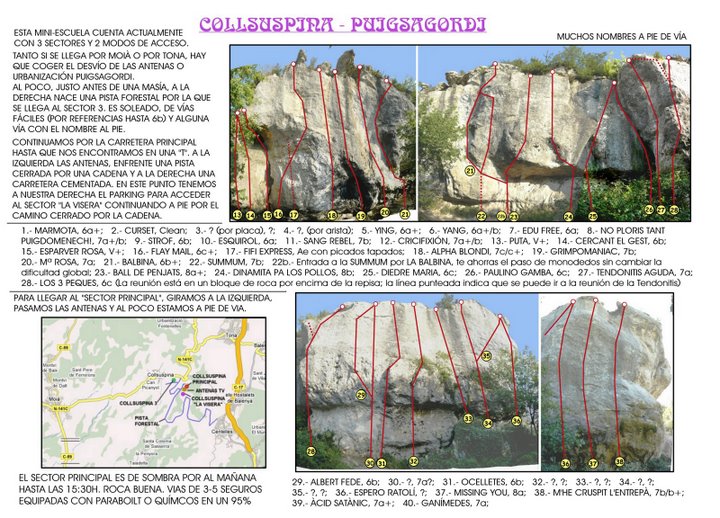 COLLSUSPINA - PUIGSAGORDI
ESTA MINI-ESCUELA CUENTA ACTUALMENTE
CON 3 SECTORES Y 2 MODOS DE ACCESO.
TANTO SI SE LLEGA POR MOIÀ O POR TONA, HAY
QUE COGER EL DESVÍO DE LAS ANTENAS O
URBANIZACIÓN PUIGSAGORDI.
AL POCO, JUSTO ANTES DE UNA MASÍA, A LA
DERECHA NACE UNA PISTA FORESTAL POR LA QUE
SE LLEGA AL SECTOR 3. ES SOLEADO, DE VÍAS
FÁCILES (POR REFERENCIAS HASTA 6b) Y ALGUNA
VÍA CON EL NOMBRE AL PIE.
CONTINUAMOS POR LA CARRETERA PRINCIPAL
HASTA QUE NOS ENCONTRAMOS EN UNA "T". A LA
IZQUIERDA LAS ANTENAS, ENFRENTE UNA PISTA
CERRADA POR UNA CADENA Y A LA DERECHA UNA
CARRETERA CEMENTADA. EN ESTE PUNTO TENEMOS
A NUESTRA DERECHA EL PARKING PARA ACCEDER
AL SECTOR "LA VISERA" CONTINUANDO A PIE POR EL
CAMINO CERRADO POR LA CADENA.
MUCHOS NOMBRES A PIE DE VÍA
13 14 15 16 17 18 19 20 21
21 22 23 24 25 26 27 28
1.- MARMOTA, 6a+; 2.- CURSET, Clean; 3.- ? (por placa), ?; 4.- ?, (por arista); 5.- YING, 6a+; 6.- YANG, 6a+/b; 7.- EDU FREE, 6a; 8.- NO PLORIS TANT
PUIGDOMENECH!, 7a+/b; 9.- STROF, 6b; 10.- ESQUIROL, 6a; 11.- SANG REBEL, 7b; 12.- CRICIFIXIÓN, 7a+/b; 13.- PUTA, V+; 14.- CERCANT EL GEST, 6b;
15.- ESPARVER ROSA, V+; 16.- FLAY MAIL, 6c+; 17.- FIFI EXPRESS, Ae con picados tapados; 18.- ALPHA BLONDI, 7c/c+; 19.- GRIMPOMANIAC, 7b;
20.- MP ROSA, 7a; 21.- BALBINA, 6b+; 22.- SUMMUM, 7b; 22b.- Entrada a la SUMMUM por LA BALBINA, te ahorras el paso de monodedos sin cambiar la
dificultad global; 23.- BALL DE PENJATS, 8a+; 24.- DINAMITA PA LOS POLLOS, 8b; 25.- DIEDRE MARIA, 6c; 26.- PAULINO GAMBA, 6c; 27.- TENDONITIS AGUDA, 7a;
28.- LOS 3 PEQUES, 6c (La reunión está en un bloque de roca por encima de la repisa; la línea punteada indica que se puede ir a la reunión de la Tendonitis)
PARA LLEGAR AL "SECTOR PRINCIPAL", GIRAMOS A LA IZQUIERDA,
PASAMOS LAS ANTENAS Y AL POCO ESTAMOS A PIE DE VIA.
Tona
C-25
N-141C
Collsuspina
COLLSUSPINA
PRINCIPAL
ANTENAS TV
COLLSUSPINA
"LA VISERA"
COLLSUSPINA 3
PISTA
FORESTAL
C-17
els Hostalets
de Balenyà
Moià
N-141C
Centelles
EL SECTOR PRINCIPAL ES DE SOMBRA POR AL MAÑANA
HASTA LAS 15:30H. ROCA BUENA. VIAS DE 3-5 SEGUROS
EQUIPADAS CON PARABOLT O QUÍMICOS EN UN 95%
28 29 30 31 32 33 34 35 36
36 37 38
29.- ALBERT FEDE, 6b; 30.- ?, 7a?; 31.- OCELLETES, 6b; 32.- ?, ?; 33.- ?, ?; 34.- ?, ?;
35.- ?, ?; 36.- ESPERO RATOLÍ, ?; 37.- MISSING YOU, 8a; 38.- M'HE CRUSPIT L'ENTREPÀ, 7b/b+;
39.- ÀCID SATÀNIC, 7a+; 40.- GANÍMEDES, 7a;